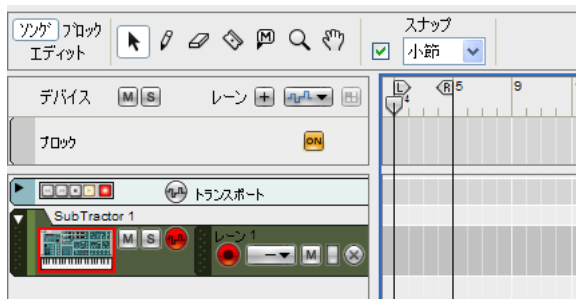 ソング ブロック
エディット
M
スナップ
小節
デバイス M S レーン
L R 5 9
4
ブロック ON
トランスポート
SubTractor 1
M S レーン 1
M